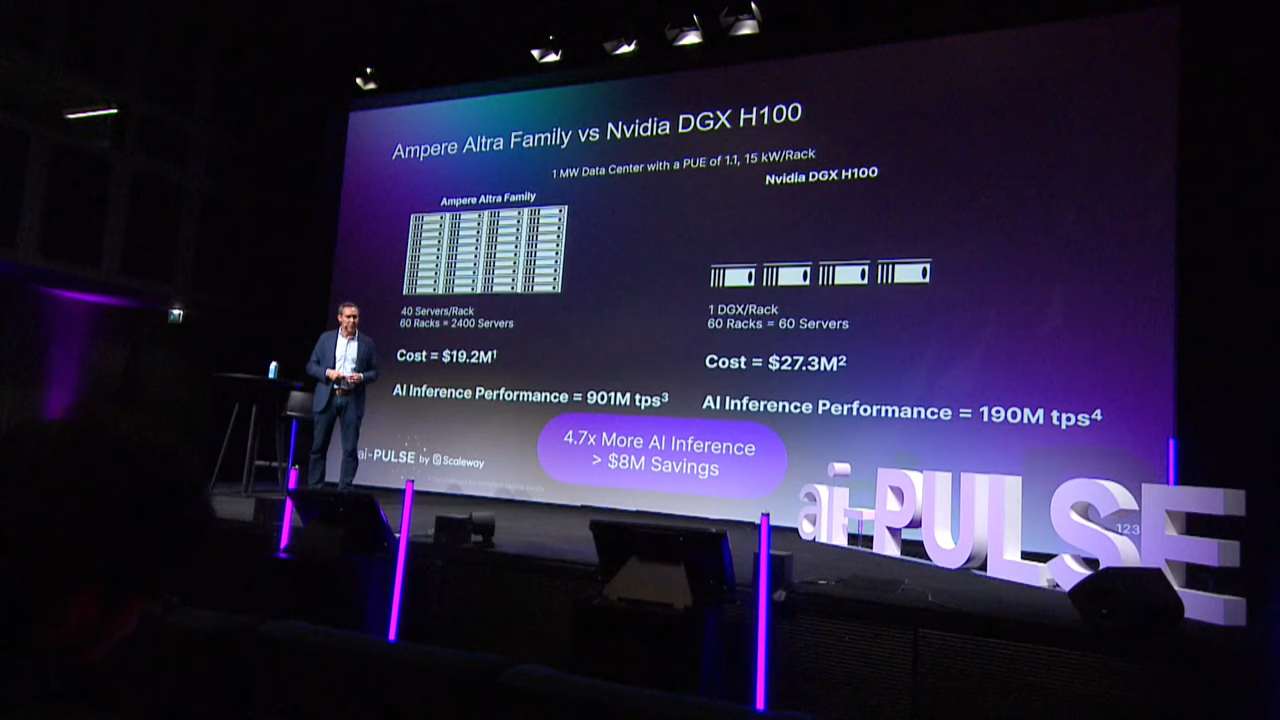 Ampere Altra Family vs Nvidia DGX H100
1 MW Data Center with a PUE of 1.1, 15 kW/Rack
Ampere Altra Family
40 Servers/Rack
60 Racks = 2400 Servers
Cost = $19.2M¹
AI Inference Performance = 901M tps³
Nvidia DGX H100
1 DGX/Rack
60 Racks = 60 Servers
Cost = $27.3M²
AI Inference Performance = 190M tps⁴
4.7x More AI Inference
> $8M Savings
ai-PULSE by Scaleway
123
ai-PULSE